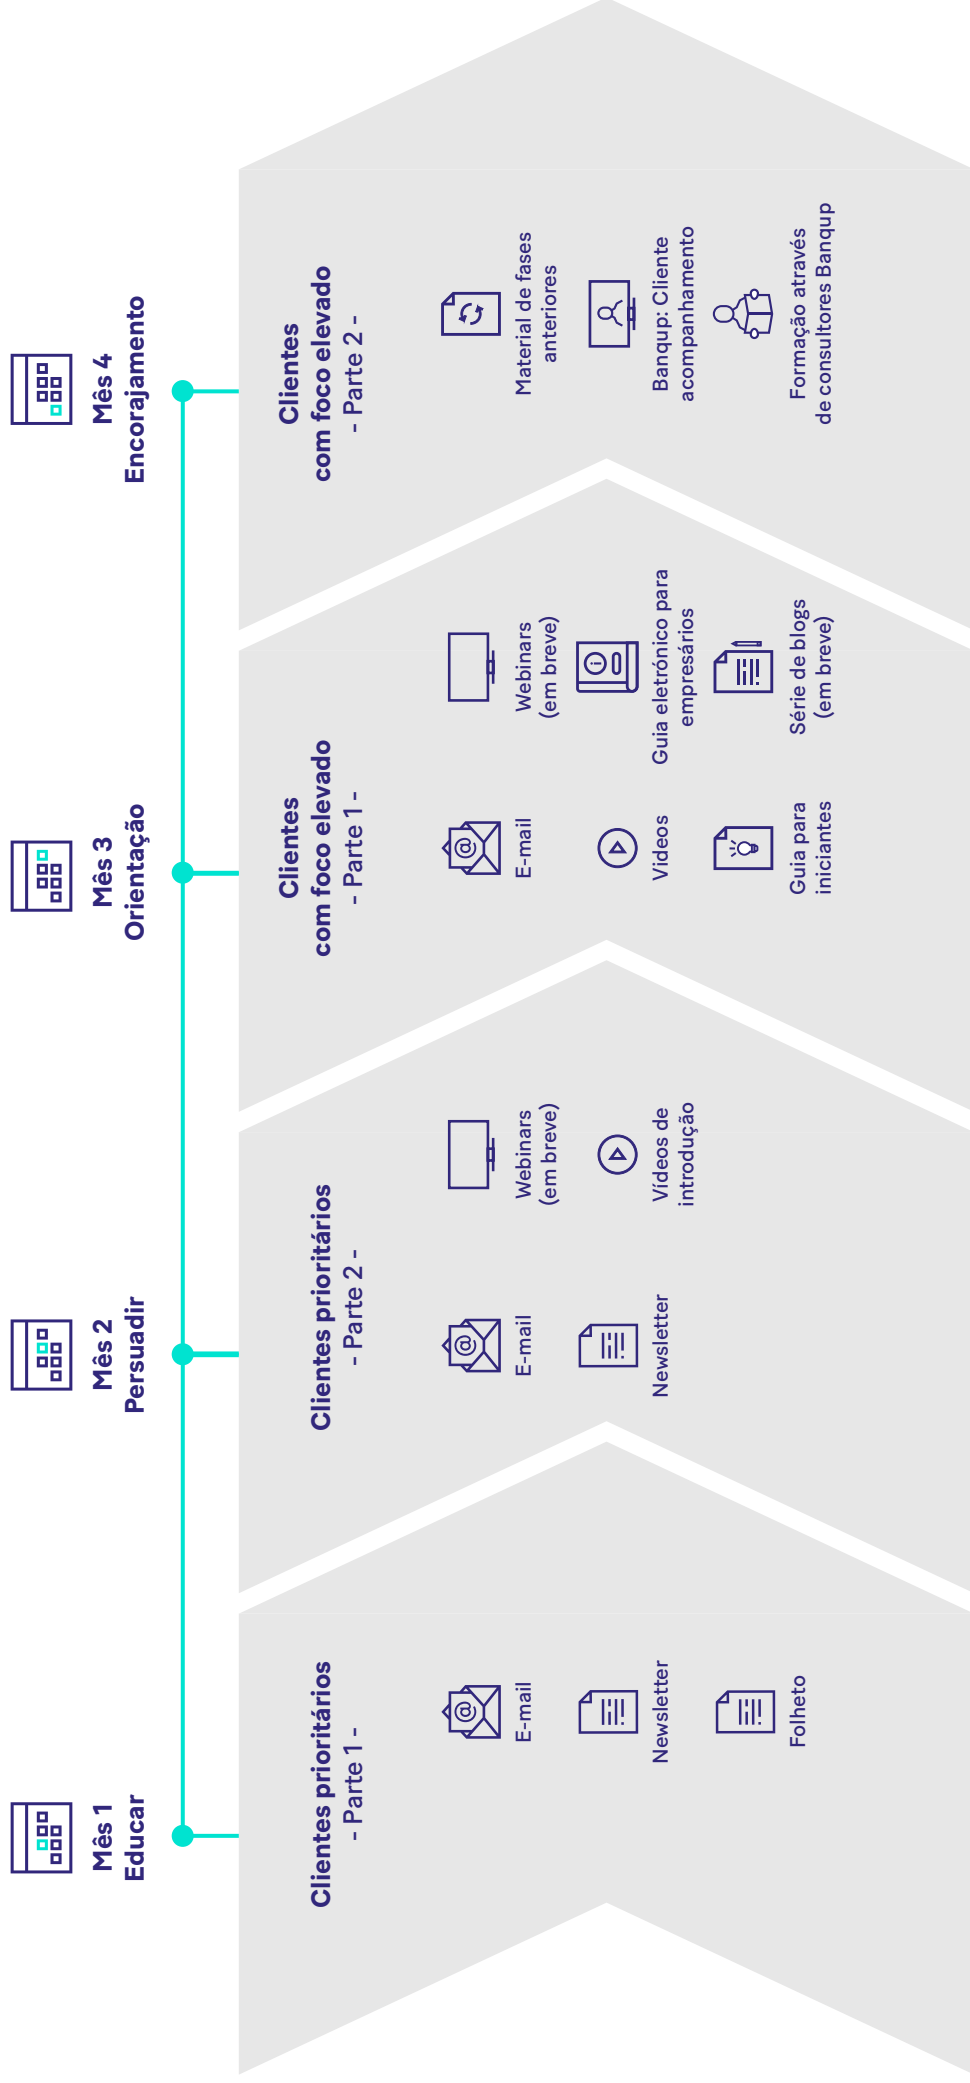 Mês 1
Educar
Clientes prioritários
- Parte 1 -
E-mail
Newsletter
Folheto
Mês 2
Persuadir
Clientes prioritários
- Parte 2 -
E-mail
Newsletter
Webinars
(em breve)
Vídeos de
introdução
Mês 3
Orientação
Clientes
com foco elevado
- Parte 1 -
E-mail
Videos
Guia para
iniciantes
Webinars
(em breve)
Guia eletrónico para
empresários
Série de blogs
(em breve)
Mês 4
Encorajamento
Clientes
com foco elevado
- Parte 2 -
Material de fases
anteriores
Banqup: Cliente
acompanhamento
Formação através
de consultores Banqup